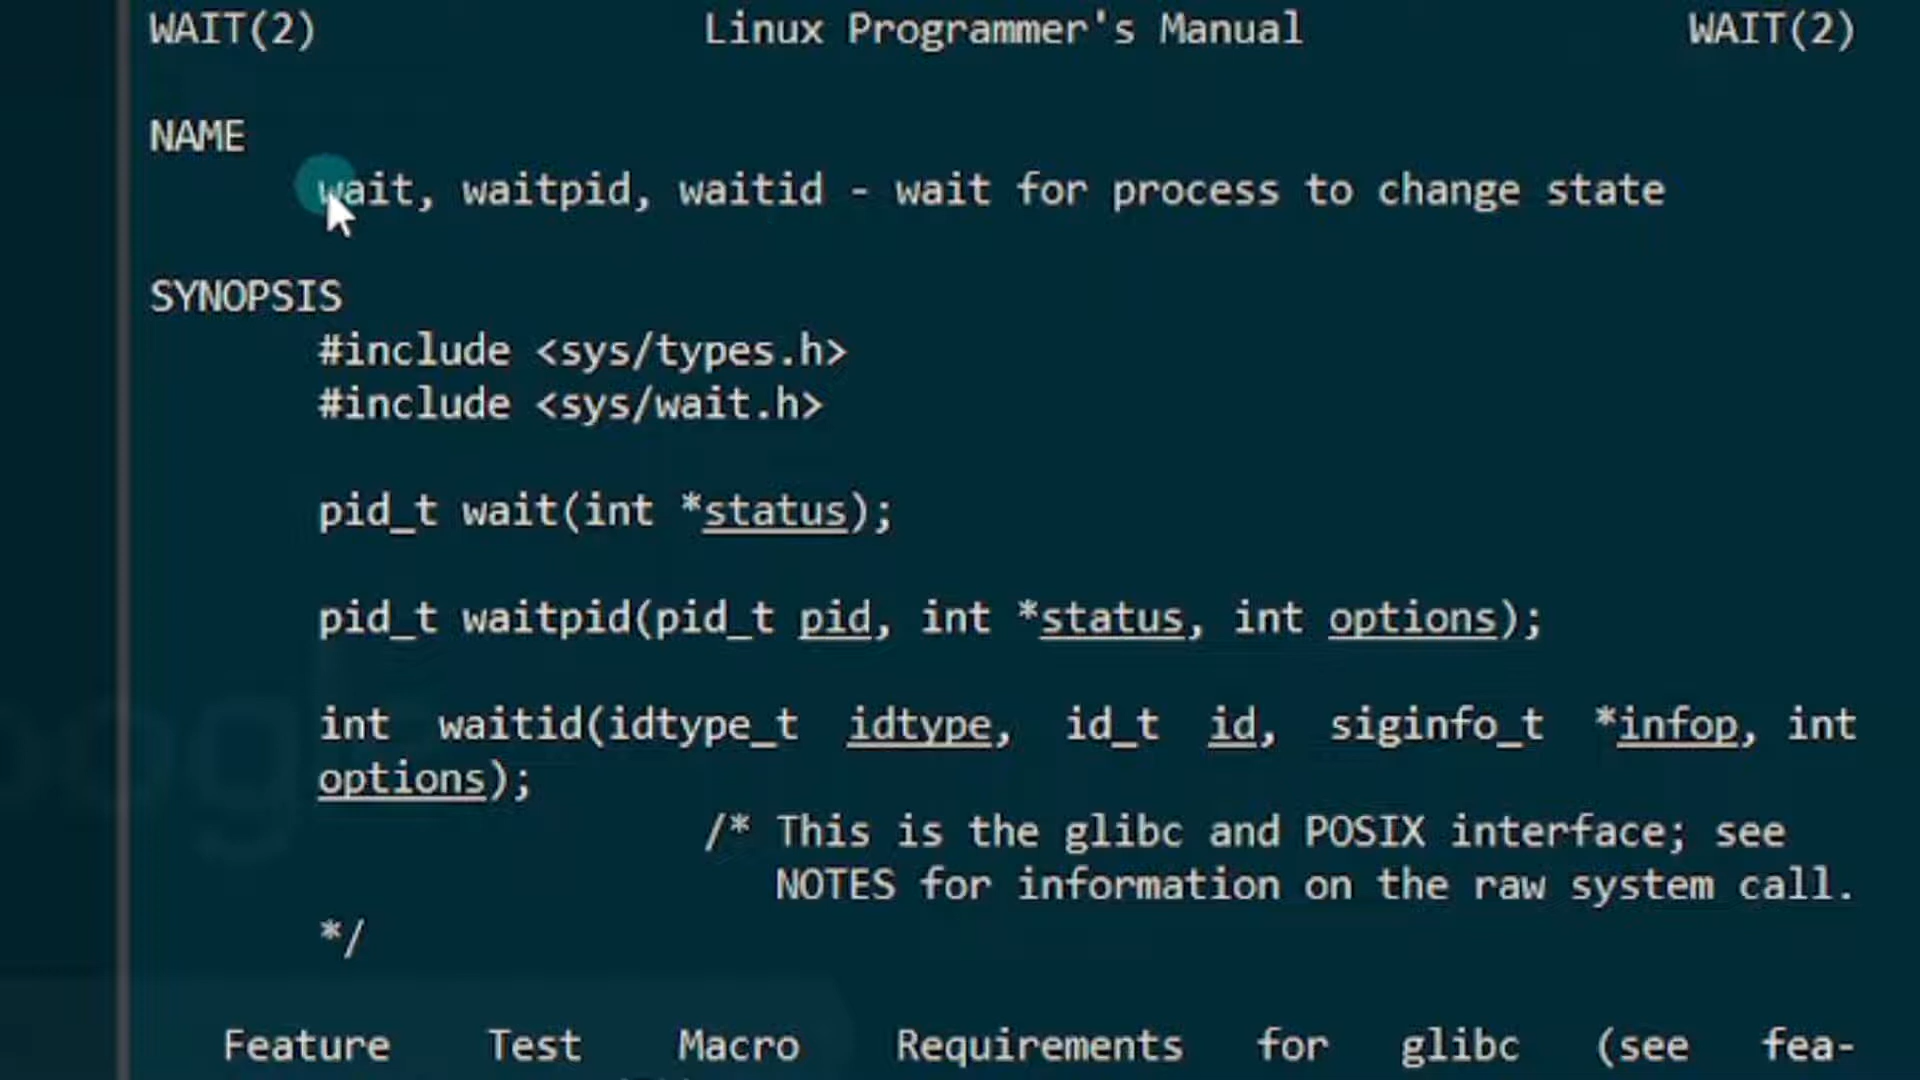 WAIT(2) Linux Programmer's Manual WAIT(2)
NAME
wait, waitpid, waitid - wait for process to change state
SYNOPSIS
#include <sys/types.h>
#include <sys/wait.h>
pid_t wait(int *status);
pid_t waitpid(pid_t pid, int *status, int options);
int waitid(idtype_t idtype, id_t id, siginfo_t *infop, int
options);
/* This is the glibc and POSIX interface; see
NOTES for information on the raw system call.
*/
Feature Test Macro Requirements for glibc (see fea-